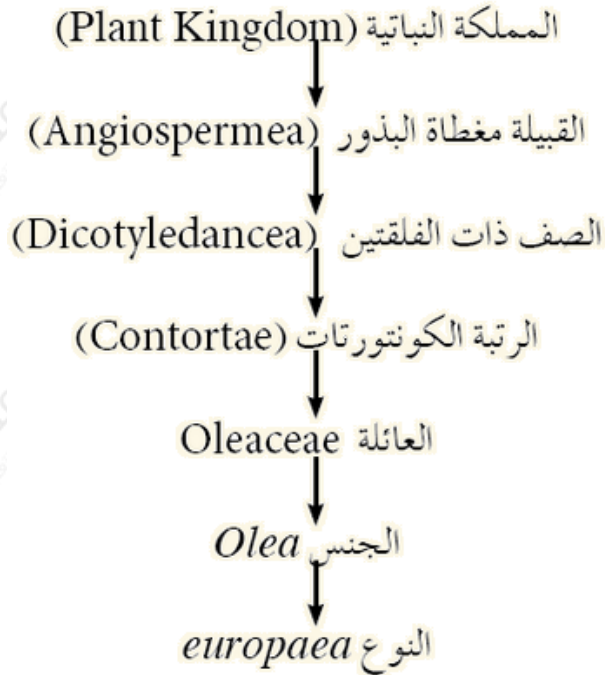 المملكة النباتية (Plant Kingdom)
القبيلة مغطاة البذور (Angiospermea)
الصف ذات الفلقتين (Dicotyledancea)
الرتبة الكونتورتات (Contortae)
العائلة Oleaceae
الجنس Olea
النوع europaea